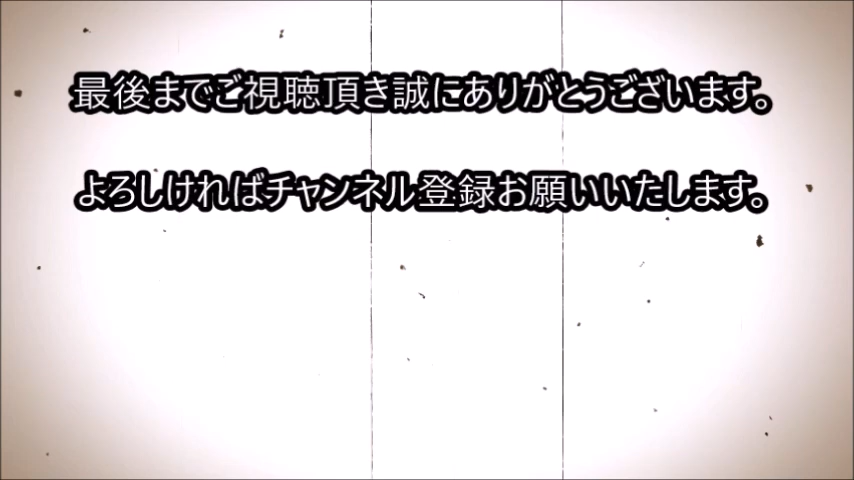 最後までご視聴頂き誠にありがとうございます。
よろしければチャンネル登録お願いいたします。